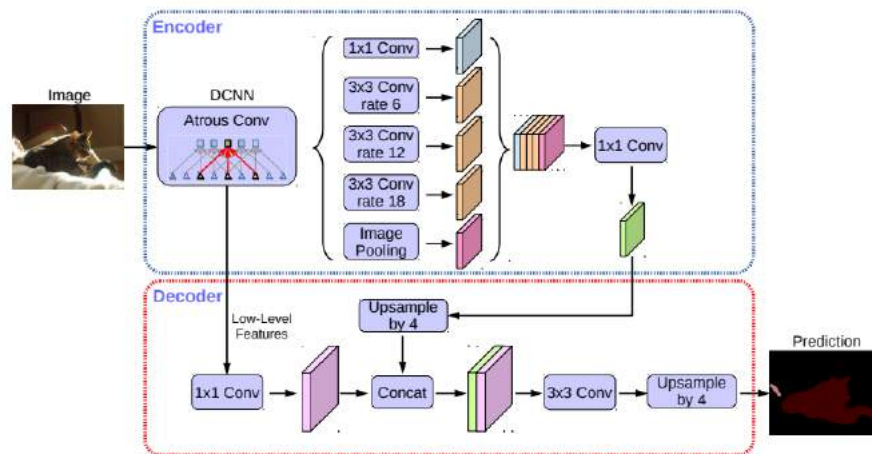 Encoder
Image
DCNN
Atrous Conv
1x1 Conv
3x3 Conv
rate 6
3x3 Conv
rate 12
3x3 Conv
rate 18
Image
Pooling
1x1 Conv
Decoder
Low-Level
Features
Upsample
by 4
1x1 Conv
Concat
3x3 Conv
Upsample
by 4
Prediction